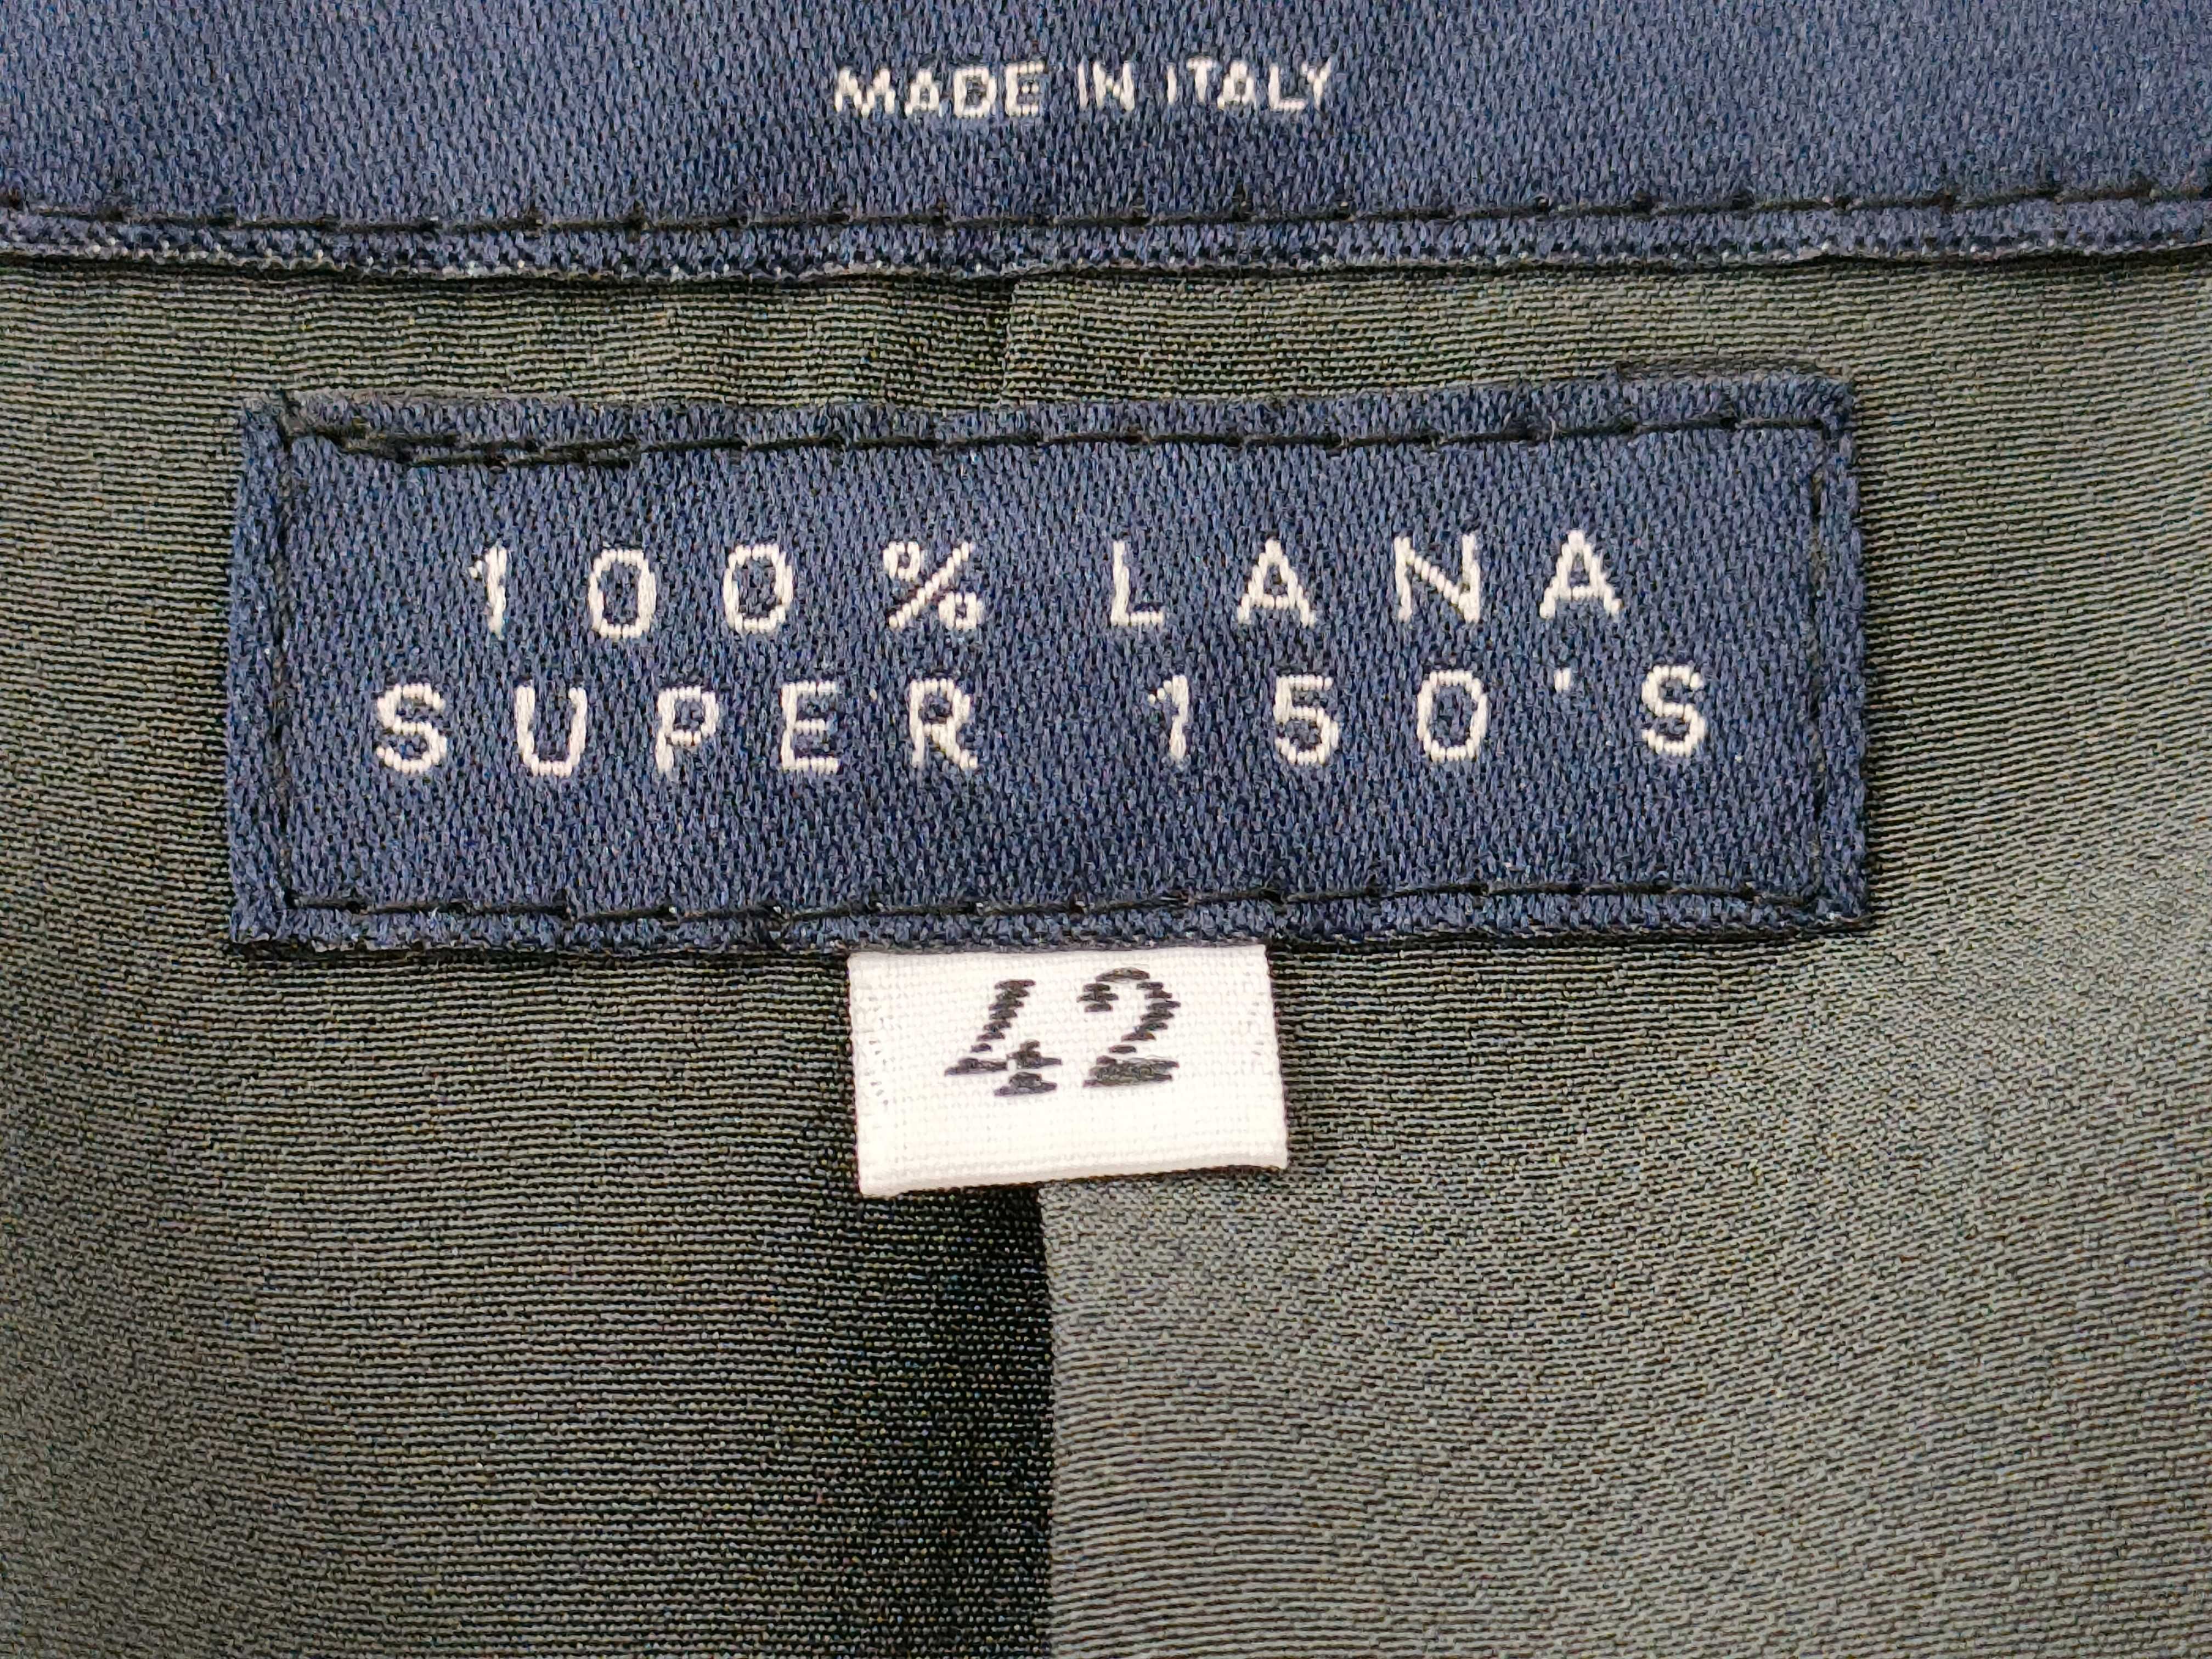 MADE IN ITALY
100% LANA
SUPER 150'S
42